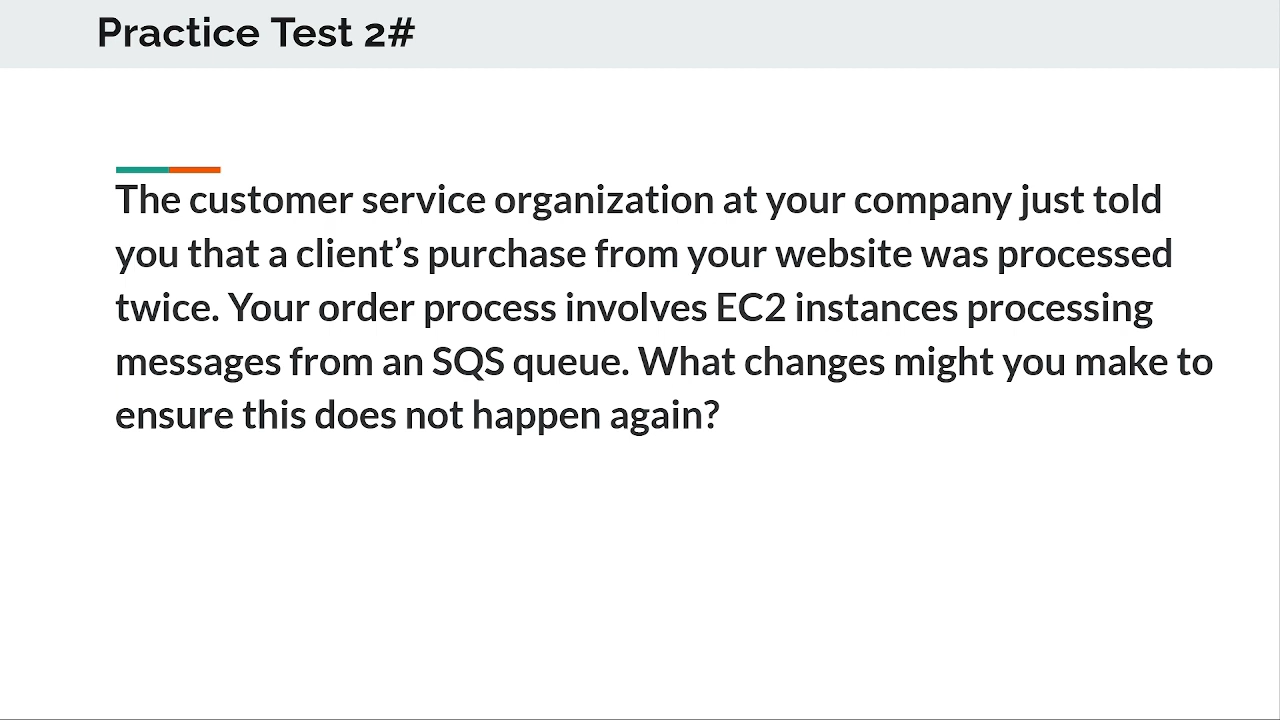 Practice Test 2#
The customer service organization at your company just told
you that a client’s purchase from your website was processed
twice. Your order process involves EC2 instances processing
messages from an SQS queue. What changes might you make to
ensure this does not happen again?